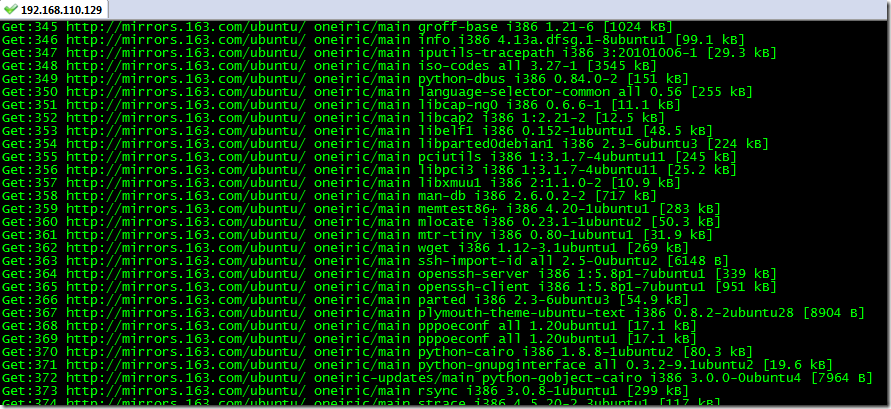 192.168.110.129
Get:345 http://mirrors.163.com/ubuntu/ oneiric/main groff-base i386 1.21-6 [1024 kB]
Get:346 http://mirrors.163.com/ubuntu/ oneiric/main info i386 4.13a.dfsg.1-8ubuntu1 [99.1 kB]
Get:347 http://mirrors.163.com/ubuntu/ oneiric/main iputils-tracepath i386 3:20101006-1 [29.3 kB]
Get:348 http://mirrors.163.com/ubuntu/ oneiric/main iso-codes all 3.27-1 [3545 kB]
Get:349 http://mirrors.163.com/ubuntu/ oneiric/main python-dbus i386 0.84.0-2 [151 kB]
Get:350 http://mirrors.163.com/ubuntu/ oneiric/main language-selector-common all 0.56 [255 kB]
Get:351 http://mirrors.163.com/ubuntu/ oneiric/main libcap-ng0 i386 0.6.6-1 [11.1 kB]
Get:352 http://mirrors.163.com/ubuntu/ oneiric/main libcap2 i386 1:2.21-2 [12.5 kB]
Get:353 http://mirrors.163.com/ubuntu/ oneiric/main libelf1 i386 0.152-1ubuntu1 [48.5 kB]
Get:354 http://mirrors.163.com/ubuntu/ oneiric/main libparted0debian1 i386 2.3-6ubuntu3 [224 kB]
Get:355 http://mirrors.163.com/ubuntu/ oneiric/main pciutils i386 1:3.1.7-4ubuntu11 [245 kB]
Get:356 http://mirrors.163.com/ubuntu/ oneiric/main libpci3 i386 1:3.1.7-4ubuntu11 [25.2 kB]
Get:357 http://mirrors.163.com/ubuntu/ oneiric/main libxmuu1 i386 2:1.1.0-2 [10.9 kB]
Get:358 http://mirrors.163.com/ubuntu/ oneiric/main man-db i386 2.6.0.2-2 [717 kB]
Get:359 http://mirrors.163.com/ubuntu/ oneiric/main memtest86+ i386 4.20-1ubuntu1 [283 kB]
Get:360 http://mirrors.163.com/ubuntu/ oneiric/main mlocate i386 0.23.1-1ubuntu2 [50.3 kB]
Get:361 http://mirrors.163.com/ubuntu/ oneiric/main mtr-tiny i386 0.80-1ubuntu1 [31.9 kB]
Get:362 http://mirrors.163.com/ubuntu/ oneiric/main wget i386 1.12-3.1ubuntu1 [269 kB]
Get:363 http://mirrors.163.com/ubuntu/ oneiric/main ssh-import-id all 2.5-0ubuntu2 [6148 B]
Get:364 http://mirrors.163.com/ubuntu/ oneiric/main openssh-server i386 1:5.8p1-7ubuntu1 [339 kB]
Get:365 http://mirrors.163.com/ubuntu/ oneiric/main openssh-client i386 1:5.8p1-7ubuntu1 [951 kB]
Get:366 http://mirrors.163.com/ubuntu/ oneiric/main parted i386 2.3-6ubuntu3 [54.9 kB]
Get:367 http://mirrors.163.com/ubuntu/ oneiric/main plymouth-theme-ubuntu-text i386 0.8.2-2ubuntu28 [8904 B]
Get:368 http://mirrors.163.com/ubuntu/ oneiric/main pppoeconf all 1.20ubuntu1 [17.1 kB]
Get:369 http://mirrors.163.com/ubuntu/ oneiric/main pppoeconf all 1.20ubuntu1 [17.1 kB]
Get:370 http://mirrors.163.com/ubuntu/ oneiric/main python-cairo i386 1.8.8-1ubuntu2 [80.3 kB]
Get:371 http://mirrors.163.com/ubuntu/ oneiric/main python-gnupginterface all 0.3.2-9.1ubuntu2 [19.6 kB]
Get:372 http://mirrors.163.com/ubuntu/ oneiric-updates/main python-gobject-cairo i386 3.0.0-0ubuntu4 [7964 B]
Get:373 http://mirrors.163.com/ubuntu/ oneiric/main rsync i386 3.0.8-1ubuntu1 [299 kB]
Get:374 http://mirrors.163.com/ubuntu/ oneiric/main strace i386 4.5.20-2.3ubuntu1 [117 kB]